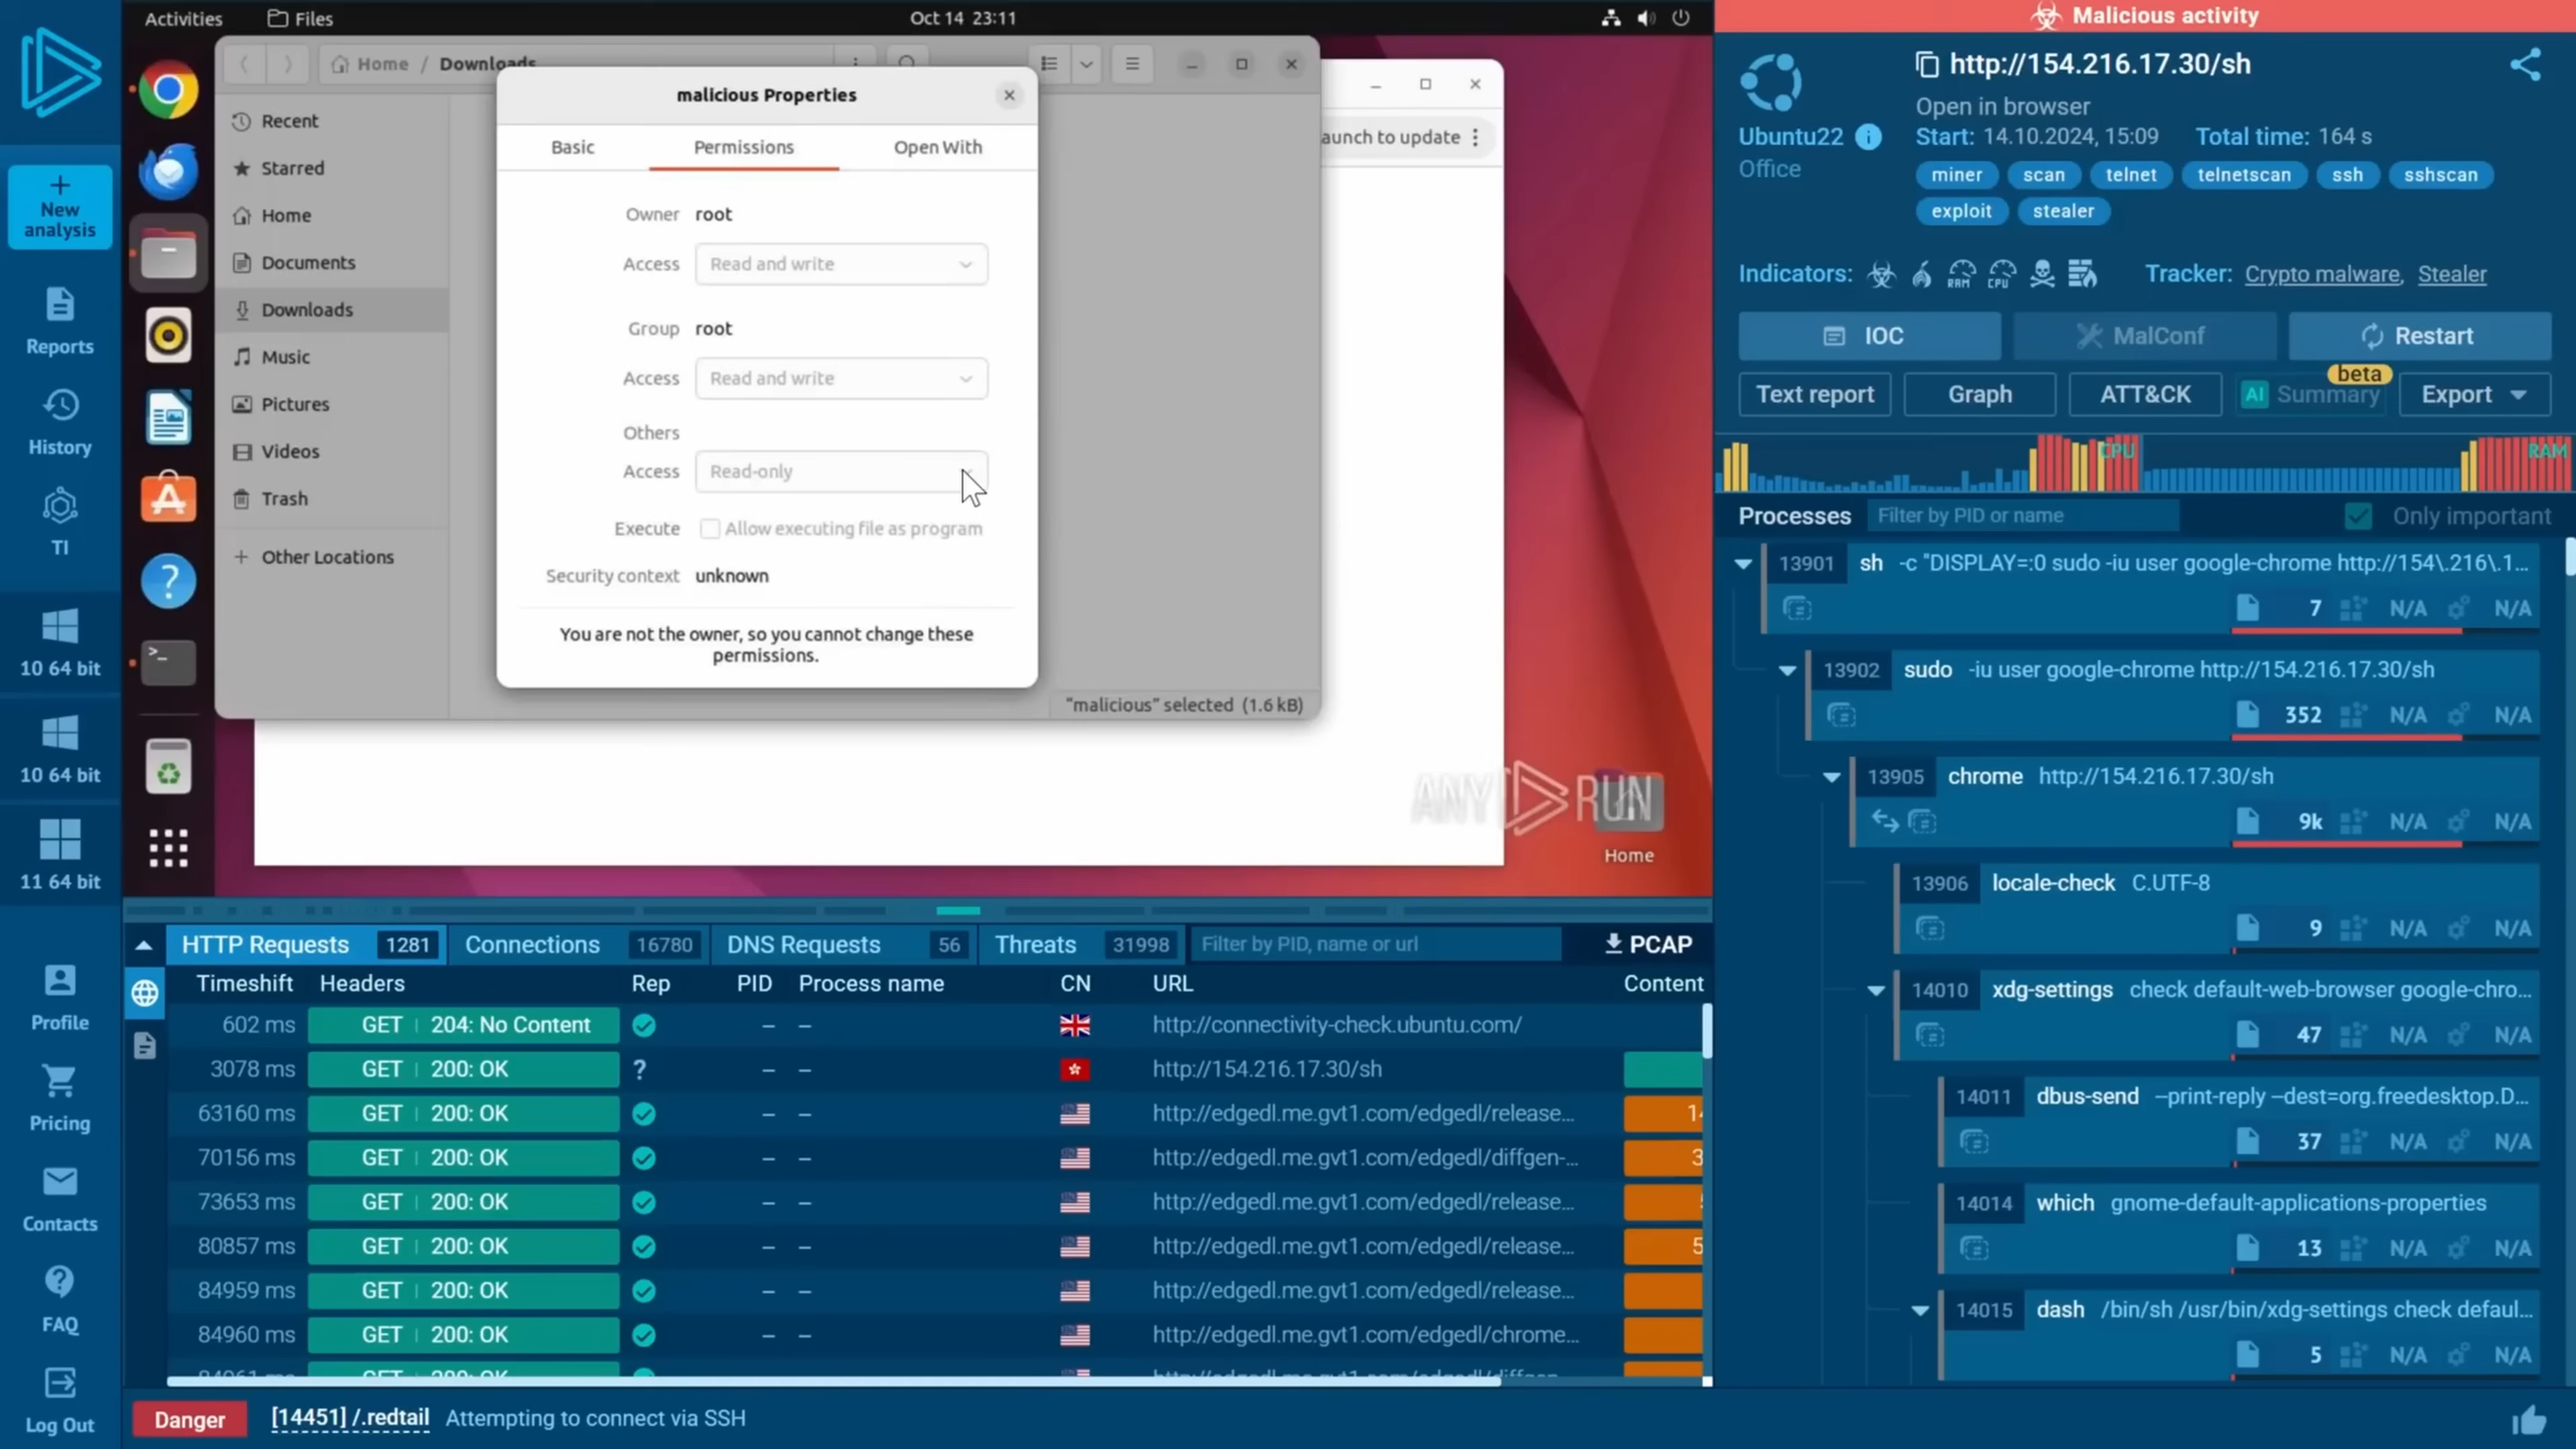 Activities
Files
Oct 14 23:11
+
New
analysis
Reports
History
TI
10 64 bit
10 64 bit
11 64 bit
Profile
Pricing
Contacts
FAQ
Log Out
Home / Downloads
Recent
Starred
Home
Documents
Downloads
Music
Pictures
Videos
Trash
+ Other Locations
malicious Properties
Basic
Permissions
Open With
Owner root
Access Read and write
Group root
Access Read and write
Others
Access Read-only
Execute Allow executing file as program
Security context unknown
You are not the owner, so you cannot change these
permissions.
"malicious" selected (1.6 kB)
aunch to update
ANY RUN
Home
HTTP Requests 1281
Connections 16780
DNS Requests 56
Threats 31998
Filter by PID, name or url
PCAP
Timeshift Headers Rep PID Process name CN URL Content
602 ms GET 204: No Content – – http://connectivity-check.ubuntu.com/
3078 ms GET 200: OK ? – – http://154.216.17.30/sh
63160 ms GET 200: OK – – http://edgedl.me.gvt1.com/edgedl/release...
70156 ms GET 200: OK – – http://edgedl.me.gvt1.com/edgedl/diffgen-... 3
73653 ms GET 200: OK – – http://edgedl.me.gvt1.com/edgedl/release...
80857 ms GET 200: OK – – http://edgedl.me.gvt1.com/edgedl/release... 5
84959 ms GET 200: OK – – http://edgedl.me.gvt1.com/edgedl/release...
84960 ms GET 200: OK – – http://edgedl.me.gvt1.com/edgedl/chrome...
Danger [14451] /.redtail Attempting to connect via SSH
Malicious activity
http://154.216.17.30/sh
Open in browser
Ubuntu22
Office
Start: 14.10.2024, 15:09 Total time: 164 s
miner scan telnet telnetscan ssh sshscan
exploit stealer
Indicators: RAM CPU Tracker: Crypto malware, Stealer
IOC
MalConf
Restart
Text report
Graph
ATT&CK
AI Summary
beta
Export
CPU
RAM
Processes
Filter by PID or name
Only important
13901 sh -c "DISPLAY=:0 sudo -iu user google-chrome http://154\.216\.1...
7 N/A N/A
13902 sudo -iu user google-chrome http://154.216.17.30/sh
352 N/A N/A
13905 chrome http://154.216.17.30/sh
9k N/A N/A
13906 locale-check C.UTF-8
9 N/A N/A
14010 xdg-settings check default-web-browser google-chro...
47 N/A N/A
14011 dbus-send –print-reply –dest=org.freedesktop.D...
37 N/A N/A
14014 which gnome-default-applications-properties
13 N/A N/A
14015 dash /bin/sh /usr/bin/xdg-settings check defaul...
5 N/A N/A